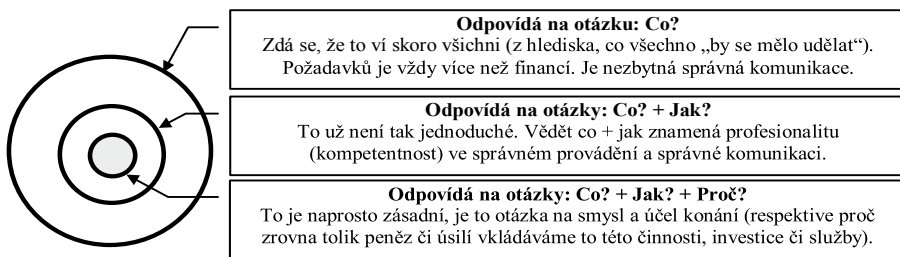 Odpovídá na otázku: Co?
Zdá se, že to ví skoro všichni (z hlediska, co všechno „by se mělo udělat“).
Požadavků je vždy více než financí. Je nezbytná správná komunikace.
Odpovídá na otázky: Co? + Jak?
To už není tak jednoduché. Vědět co + jak znamená profesionalitu
(kompetentnost) ve správném provádění a správné komunikaci.
Odpovídá na otázky: Co? + Jak? + Proč?
To je naprosto zásadní, je to otázka na smysl a účel konání (respektive proč
zrovna tolik peněz či úsilí vkládáváme to této činnosti, investice či služby).